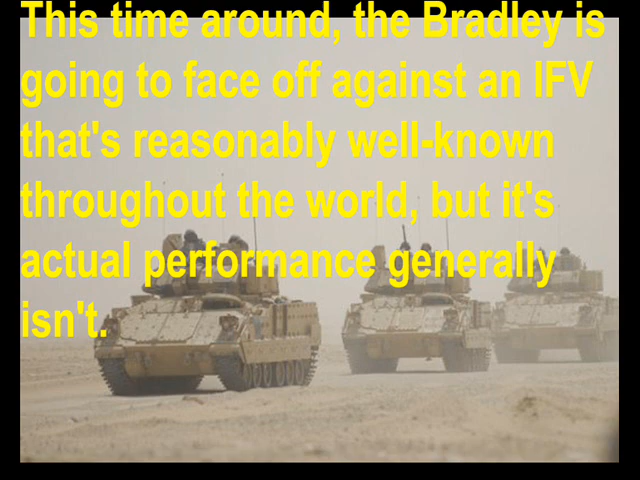 This time around, the Bradley is
going to face off against an IFV
that's reasonably well-known
throughout the world, but it's
actual performance generally
isn't.